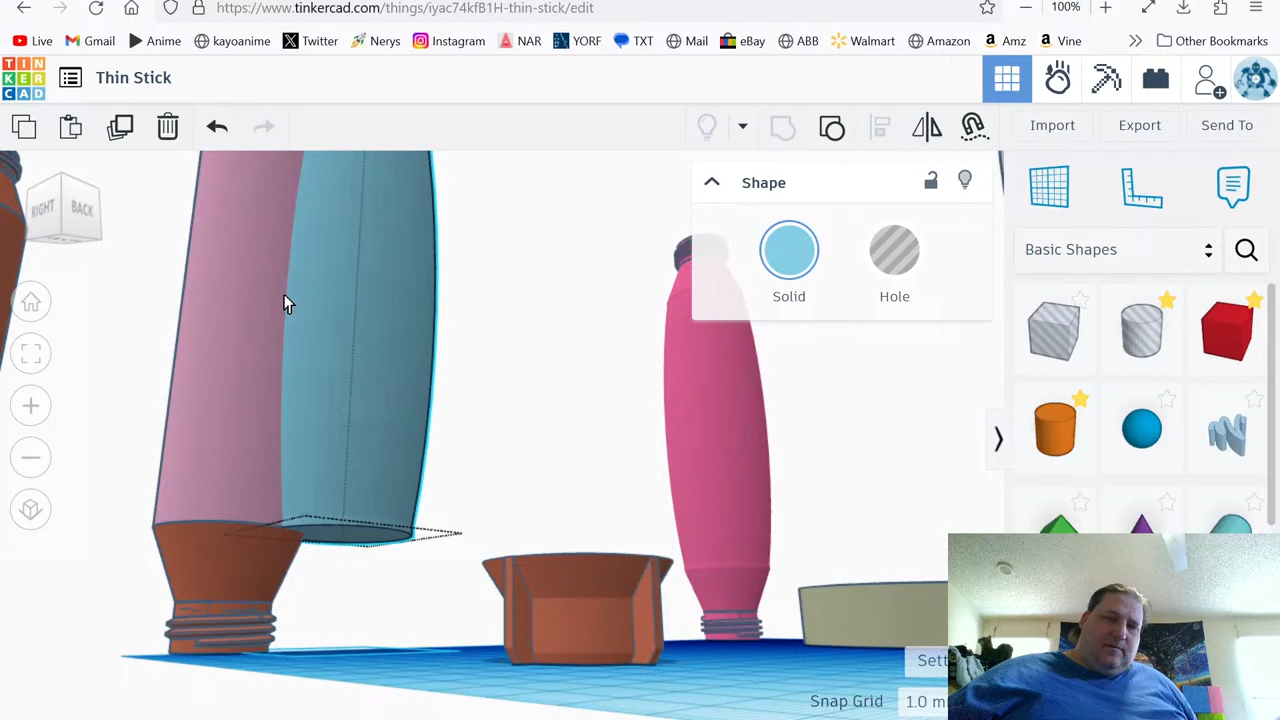 https://www.tinkercad.com/things/iyac74kfB1H-thin-stick/edit
100%
Live
Gmail
Anime
kayoanime
Twitter
Nerys
Instagram
NAR
YORF
TXT
Mail
eBay
ABB
Walmart
Amazon
Amz
Vine
Other Bookmarks
TIN
KER
CAD
Thin Stick
Import
Export
Send To
RIGHT
BACK
Shape
Solid
Hole
Basic Shapes
Sett
Snap Grid
1.0 m